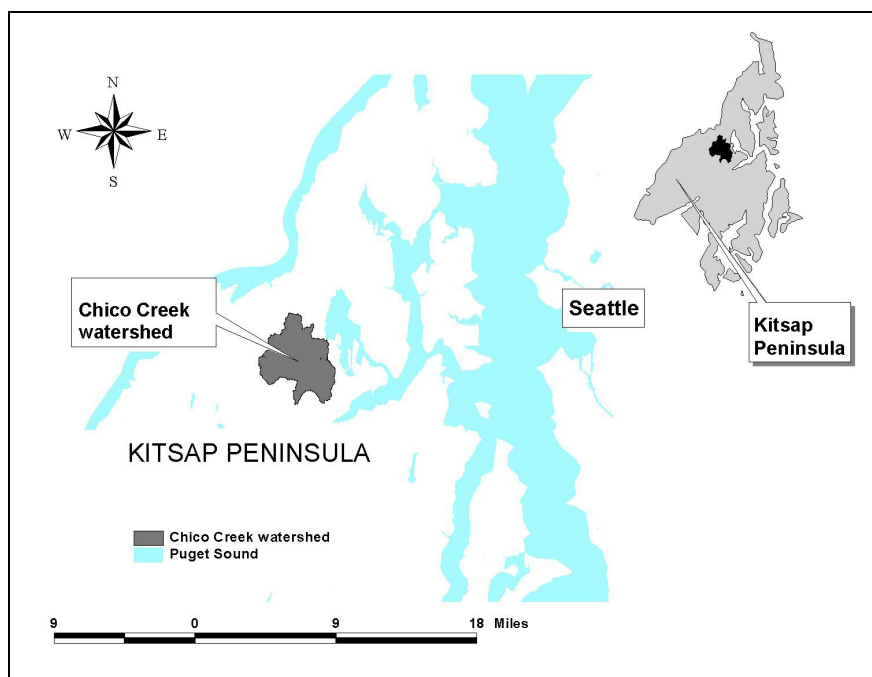 N
W
E
S
Chico Creek
watershed
Seattle
Kitsap
Peninsula
KITSAP PENINSULA
Chico Creek watershed
Puget Sound
9 0 9 18 Miles